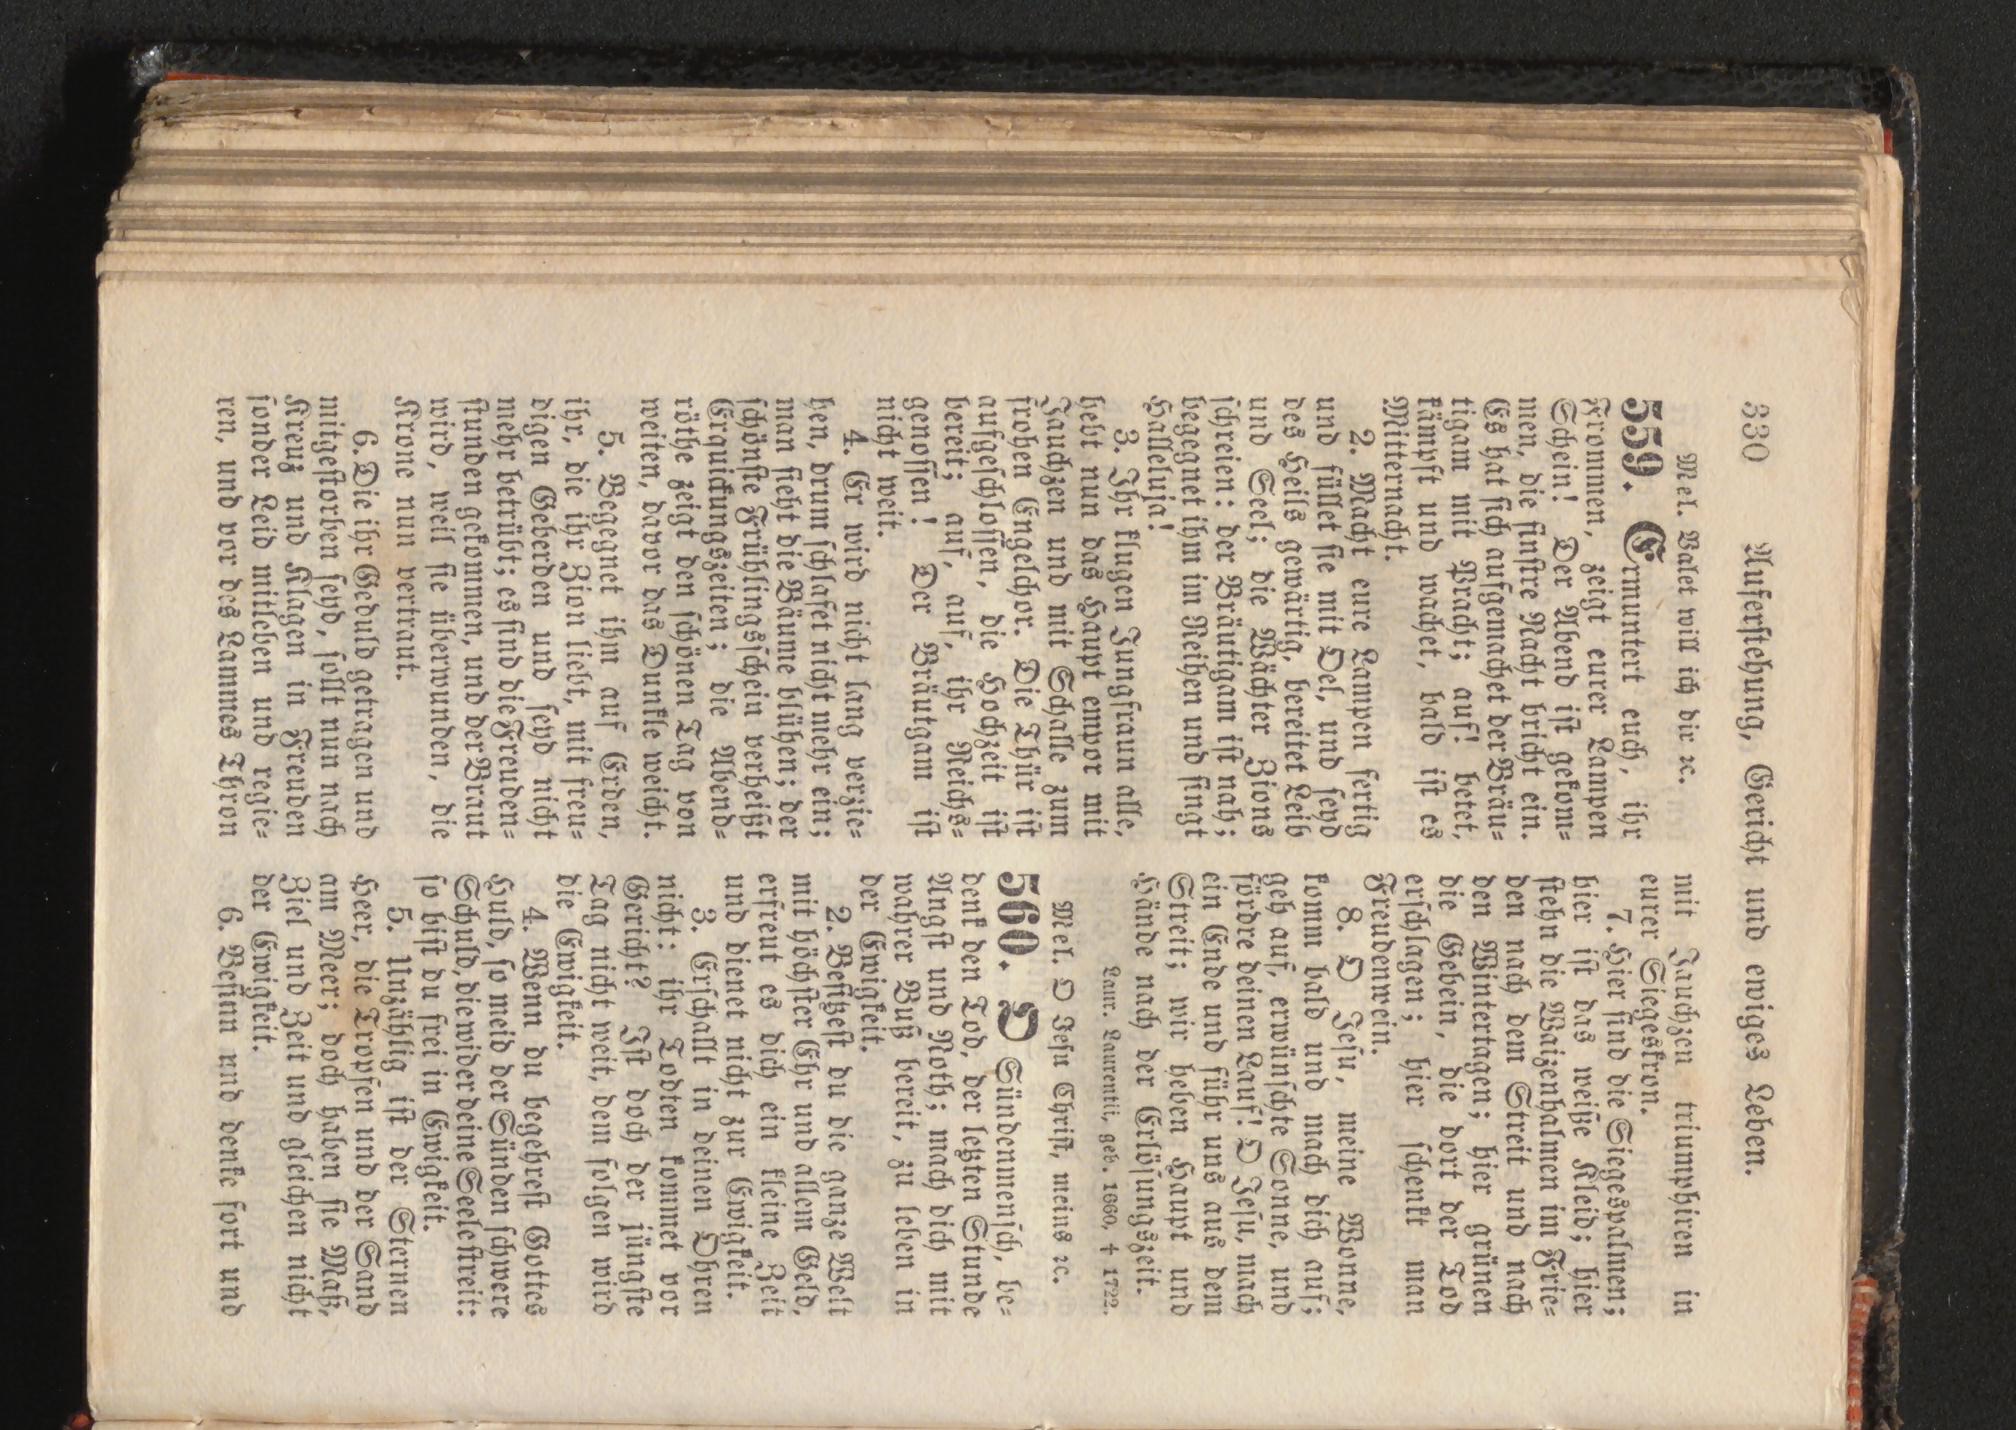 330 Auferstehung, Gericht und ewiges Leben.
Mel. Valet will ich dir ꝛc.
559. Ermuntert euch, ihr
Frommen, zeigt eurer Lampen
Schein! Der Abend ist gekom-
men, die finstre Nacht bricht ein.
Es hat sich aufgemachet der Bräu-
tigam mit Pracht; auf! betet,
kämpft und wachet, bald ist es
Mitternacht.
2. Macht eure Lampen fertig
und füllet sie mit Oel, und seyd
des Heils gewärtig, bereitet Leib
und Seel; die Wächter Zions
schreien: der Bräutigam ist nah;
begegnet ihm im Reihen und singt
Halleluja!
3. Ihr klugen Jungfraun alle,
hebt nun das Haupt empor mit
Jauchzen und mit Schalle zum
frohen Engelchor. Die Thür ist
aufgeschlossen, die Hochzeit ist
bereit; auf, auf, ihr Reichs-
genossen! Der Bräutgam ist
nicht weit.
4. Er wird nicht lang verzie-
hen, drum schlafet nicht mehr ein;
man sieht die Bäume blühen; der
schönste Frühlingsschein verheißt
Erquickungszeiten; die Abend-
röthe zeigt den schönen Tag von
weiten, davor das Dunkle weicht.
5. Begegnet ihm auf Erden,
ihr, die ihr Zion liebt, mit freu-
digen Geberden und seyd nicht
mehr betrübt; es sind die Freuden-
stunden gekommen, und der Braut
wird, weil sie überwunden, die
Krone nun vertraut.
6. Die ihr Geduld getragen und
mitgestorben seyd, sollt nun nach
Kreuz und Klagen in Freuden
sonder Leid mitleben und regie-
ren, und vor des Lammes Thron
mit Jauchzen triumphiren in
eurer Siegeskron.
7. Hier sind die Siegespalmen;
hier ist das weiße Kleid; hier
stehn die Waizenhalmen im Frie-
den nach dem Streit und nach
den Wintertagen; hier grünen
die Gebein, die dort der Tod
erschlagen; hier schenkt man
Freudenwein.
8. O Jesu, meine Wonne,
komm bald und mach dich auf;
geh auf, erwünschte Sonne, und
fördre deinen Lauf! O Jesu, mach
ein Ende und führ uns aus dem
Streit; wir heben Haupt und
Hände nach der Erlösungszeit.
Laur. Laurentii, geb. 1660, † 1722.
Mel. O Jesu Christ, meins ꝛc.
560. O Sündenmensch, be-
denk den Tod, der letzten Stunde
Angst und Noth; mach dich mit
wahrer Buß bereit, zu leben in
der Ewigkeit.
2. Besitzest du die ganze Welt
mit höchster Ehr und allem Geld,
erfreut es dich ein kleine Zeit
und dienet nicht zur Ewigkeit.
3. Erschallt in deinen Ohren
nicht: ihr Todten kommet vor
Gericht? Ist doch der jüngste
Tag nicht weit, dem folgen wird
die Ewigkeit.
4. Wenn du begehrest Gottes
Huld, so meid der Sünden schwere
Schuld, die wider deine Seele streit:
so bist du frei in Ewigkeit.
5. Unzählig ist der Sternen
Heer, die Tropfen und der Sand
am Meer; doch haben sie Maß,
Ziel und Zeit und gleichen nicht
der Ewigkeit.
6. Besinn und denke fort und